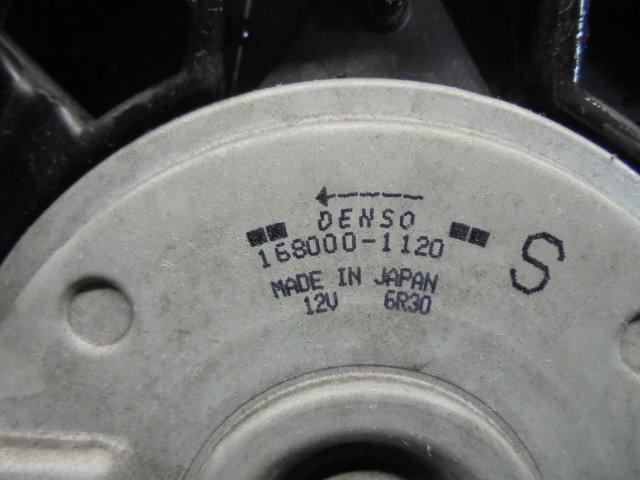 DENSO
168000-1120
MADE IN JAPAN
12V 6R30
S